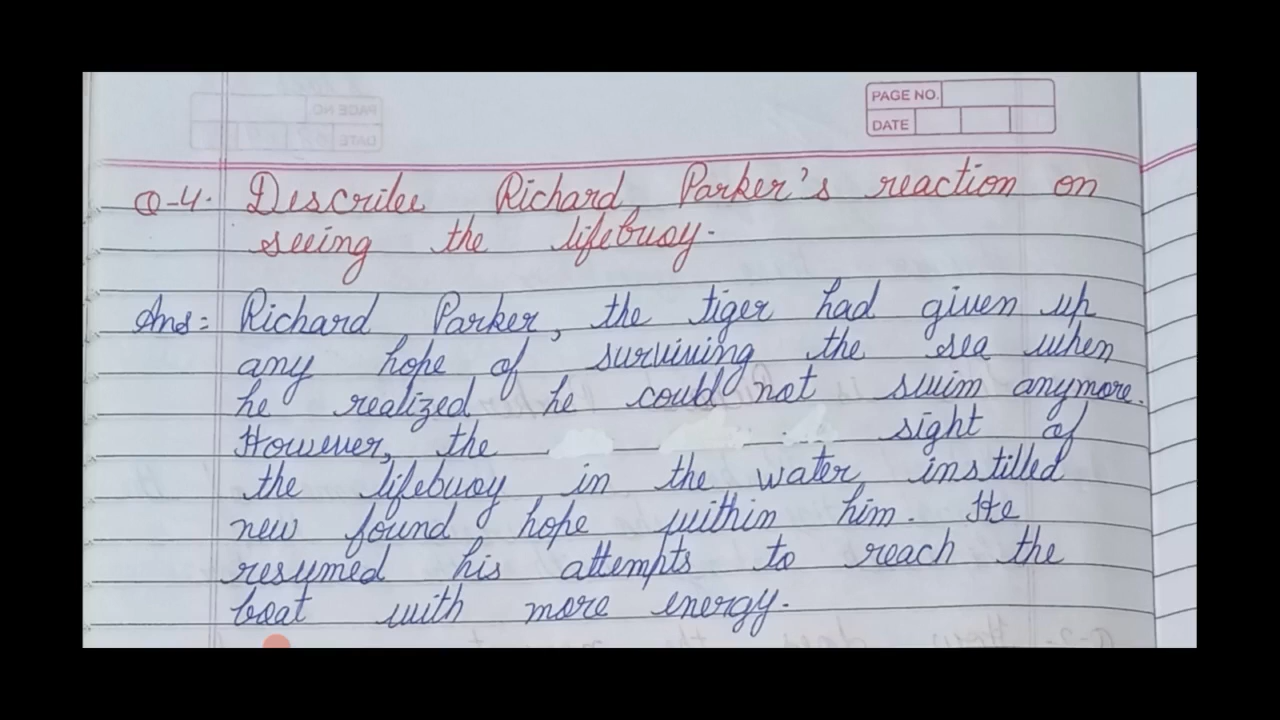 PAGE NO.
DATE
Q-4. Describe Richard Parker's reaction on
seeing the lifebuoy.
Ans= Richard Parker, the tiger had given up
any hope of surviving the sea when
he realized he could not swim anymore.
However, the sight of
the lifebuoy in the water instilled
new found hope within him. He
resumed his attempts to reach the
boat with more energy.